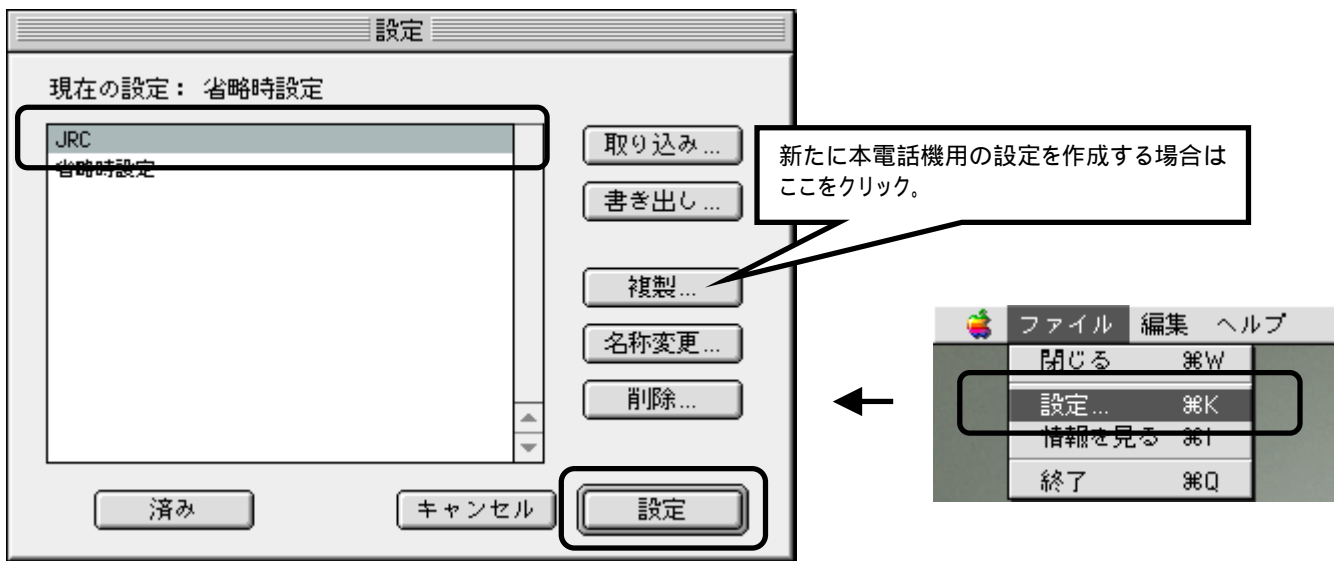 設定
現在の設定： 省略時設定
JRC
省略時設定
取り込み...
書き出し...
複製...
名称変更...
削除...
済み
キャンセル
設定
新たに本電話機用の設定を作成する場合は
ここをクリック。
ファイル 編集 ヘルプ
閉じる ⌘W
設定... ⌘K
情報を見る ⌘I
終了 ⌘Q